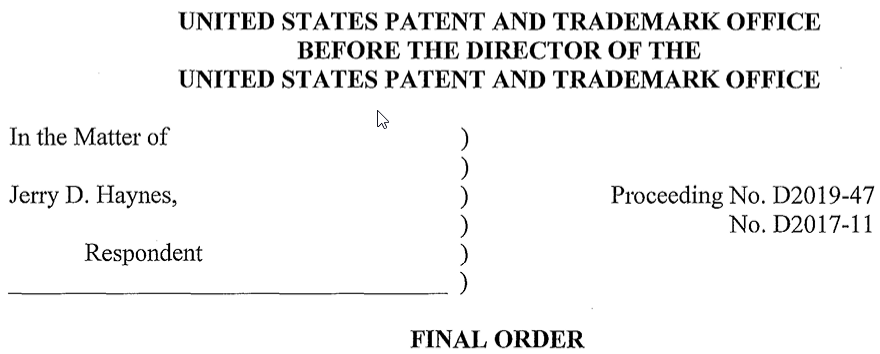 UNITED STATES PATENT AND TRADEMARK OFFICE
BEFORE THE DIRECTOR OF THE
UNITED STATES PATENT AND TRADEMARK OFFICE
In the Matter of )
)
Jerry D. Haynes, ) Proceeding No. D2019-47
) No. D2017-11
Respondent )
)
FINAL ORDER